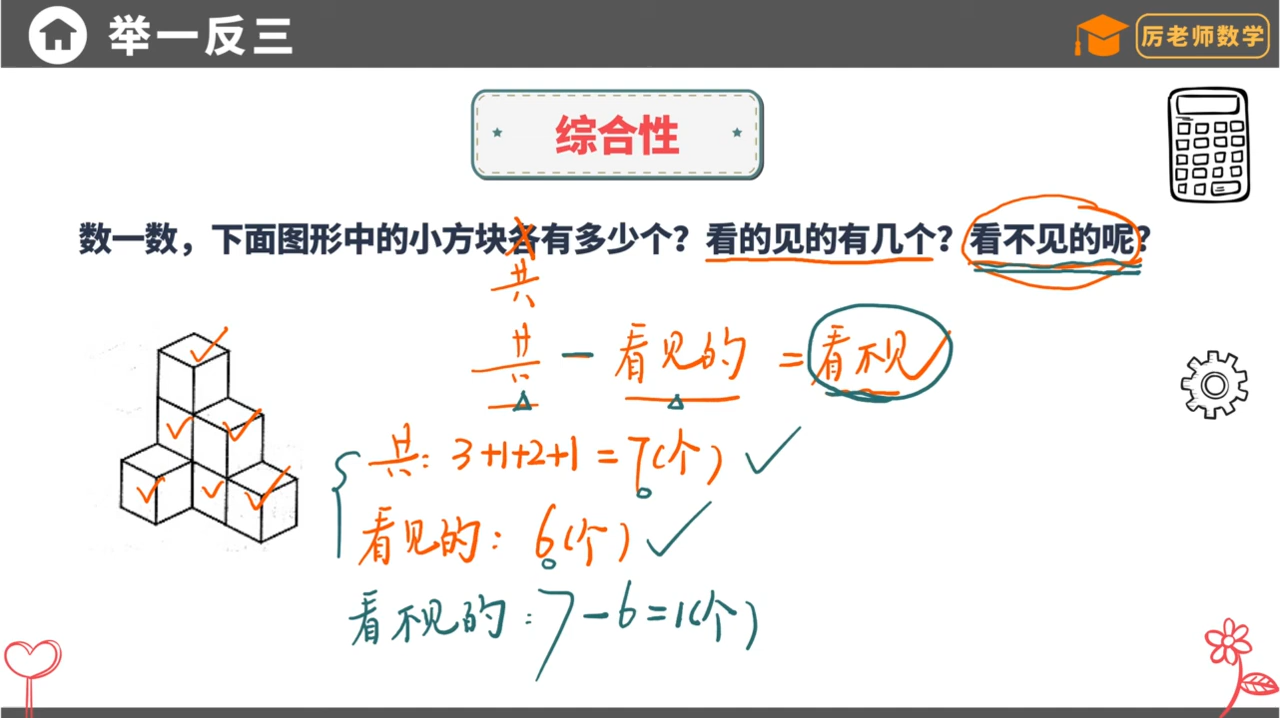 举一反三
厉老师数学
综合性
数一数，下面图形中的小方块各有多少个？看的见的有几个？看不见的呢？
共
共 - 看见的 = 看不见
共: 3+1+2+1=7(个)
看见的: 6(个)
看不见的: 7-6=1(个)